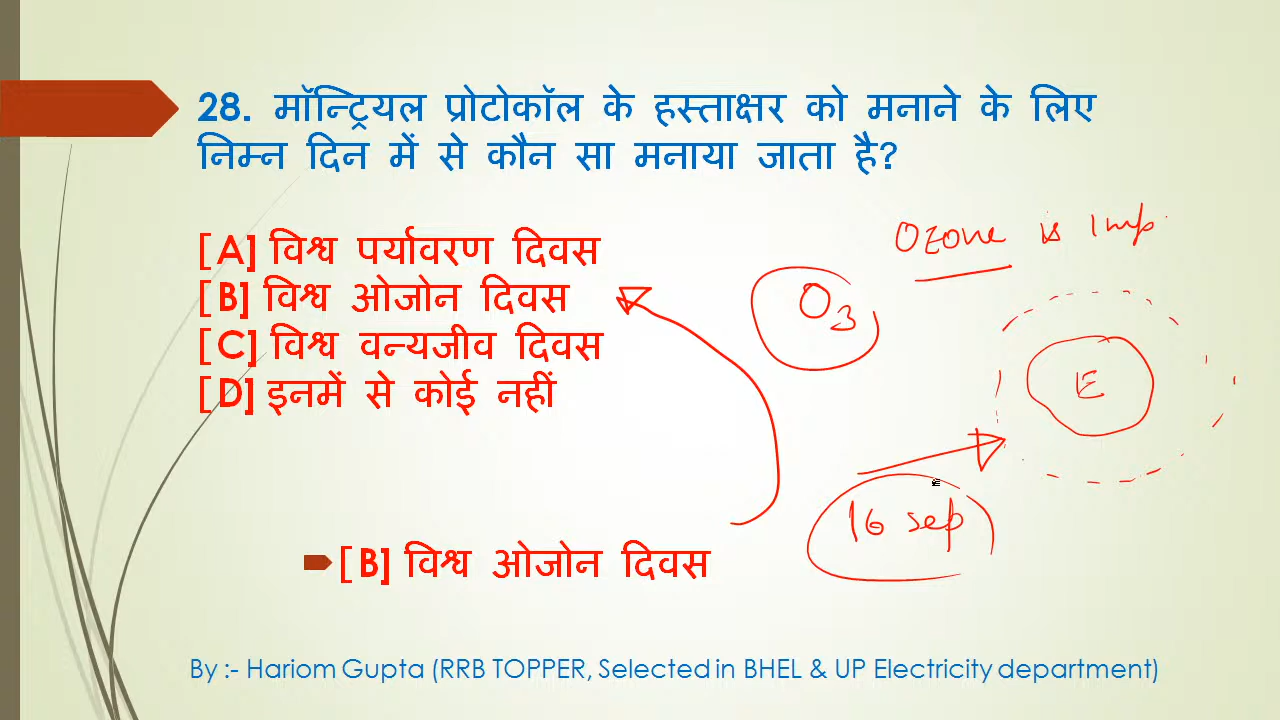 28. मॉन्ट्रियल प्रोटोकॉल के हस्ताक्षर को मनाने के लिए
निम्न दिन में से कौन सा मनाया जाता है?
[A] विश्व पर्यावरण दिवस
[B] विश्व ओजोन दिवस
[C] विश्व वन्यजीव दिवस
[D] इनमें से कोई नहीं
Ozone is Imp.
O3
E
16 sep
[B] विश्व ओजोन दिवस
By :- Hariom Gupta (RRB TOPPER, Selected in BHEL & UP Electricity department)